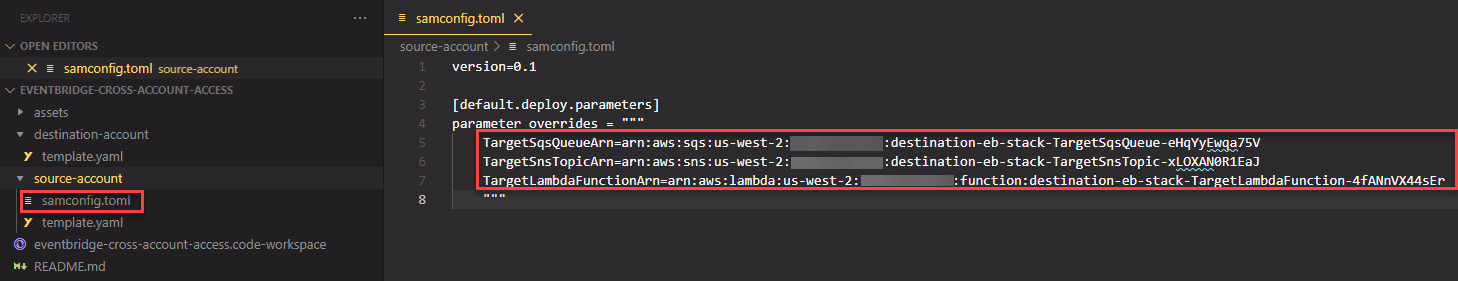 EXPLORER
...
OPEN EDITORS
samconfig.toml source-account
EVENTBRIDGE-CROSS-ACCOUNT-ACCESS
assets
destination-account
template.yaml
source-account
samconfig.toml
template.yaml
eventbridge-cross-account-access.code-workspace
README.md
samconfig.toml
source-account > samconfig.toml
1 version=0.1
2
3 [default.deploy.parameters]
4 parameter_overrides = """
5 TargetSqsQueueArn=arn:aws:sqs:us-west-2: :destination-eb-stack-TargetSqsQueue-eHqYyEwqa75V
6 TargetSnsTopicArn=arn:aws:sns:us-west-2: :destination-eb-stack-TargetSnsTopic-xLOXAN0R1EaJ
7 TargetLambdaFunctionArn=arn:aws:lambda:us-west-2: :function:destination-eb-stack-TargetLambdaFunction-4fANnVX44sEr
8 """